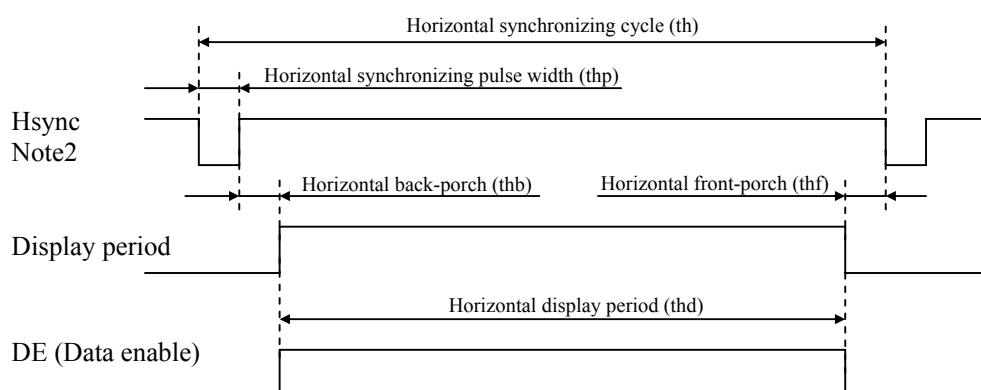 Horizontal synchronizing cycle (th)
Horizontal synchronizing pulse width (thp)
Hsync
Note2
Horizontal back-porch (thb)
Horizontal front-porch (thf)
Display period
Horizontal display period (thd)
DE (Data enable)